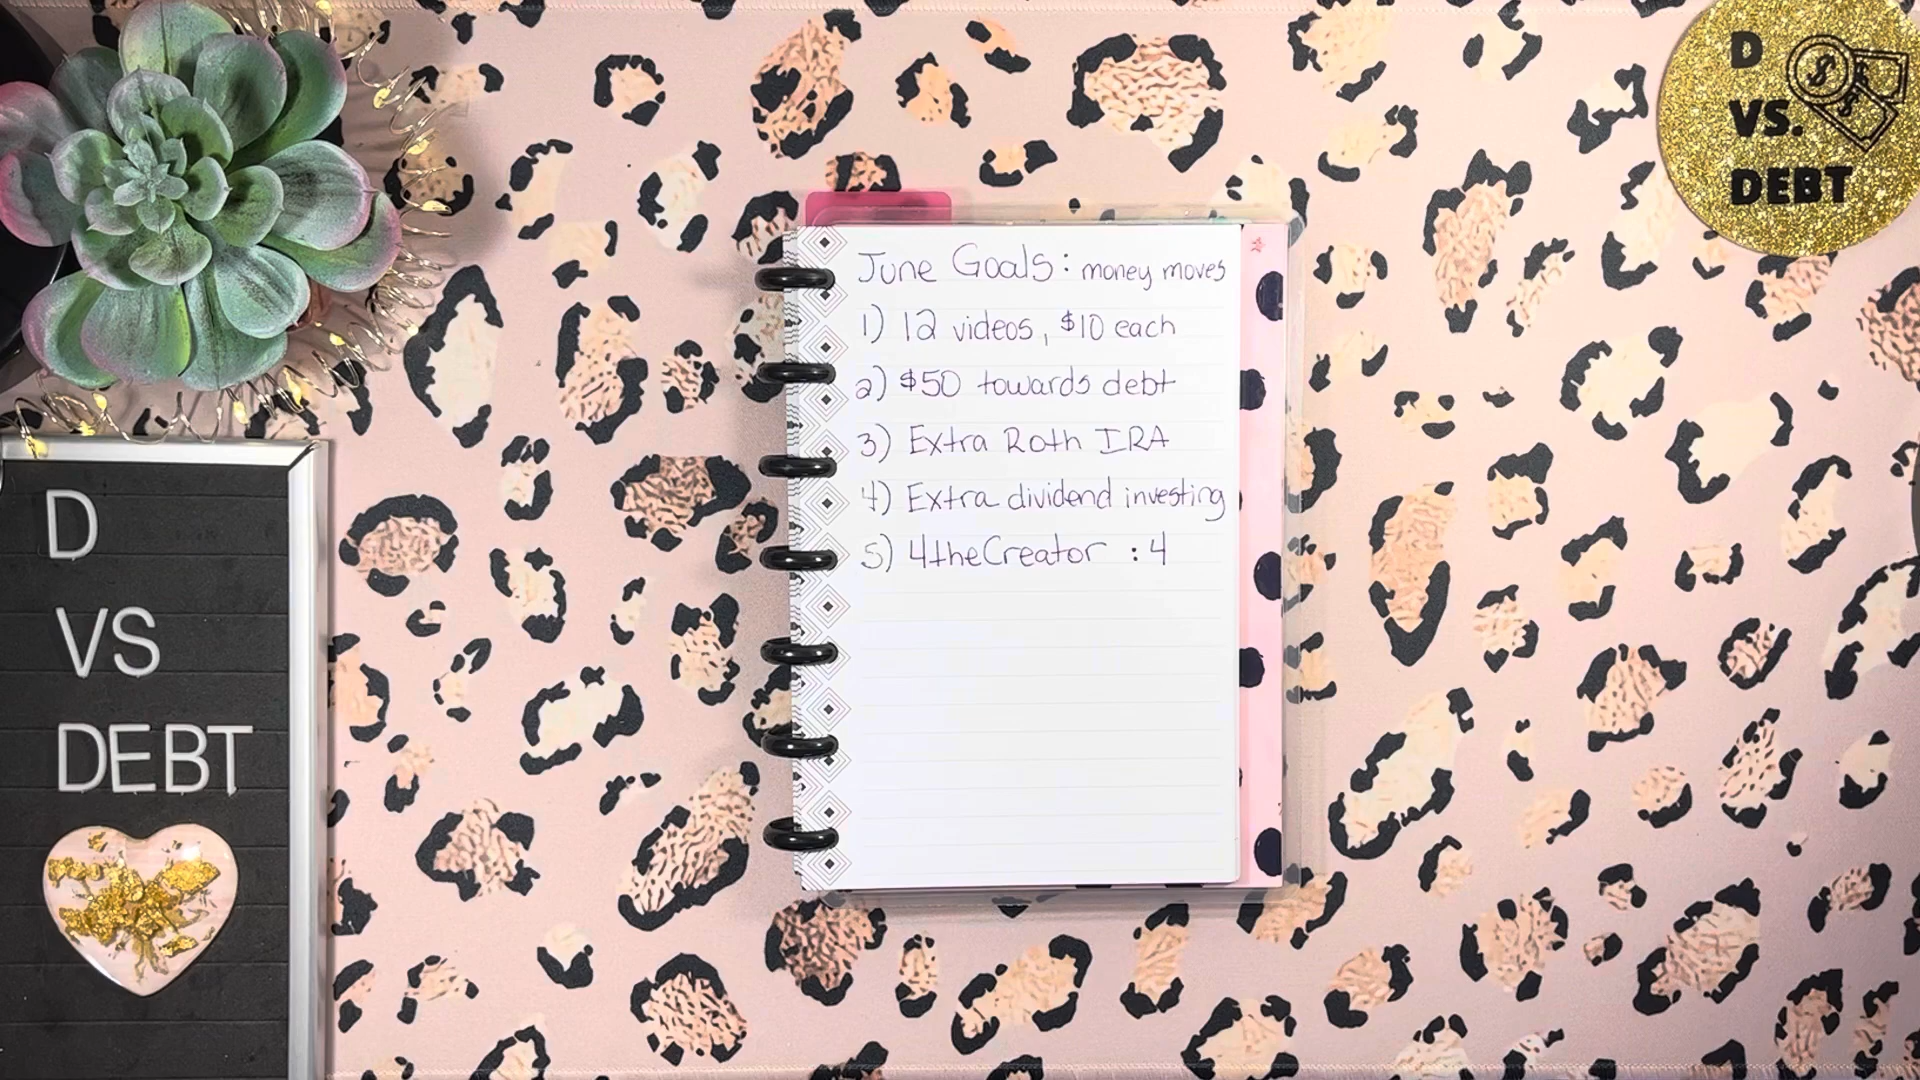 D
VS.
DEBT
June Goals: money moves
1) 12 videos, $10 each
2) $50 towards debt
3) Extra Roth IRA
4) Extra dividend investing
5) 4theCreator : 4
D
VS
DEBT